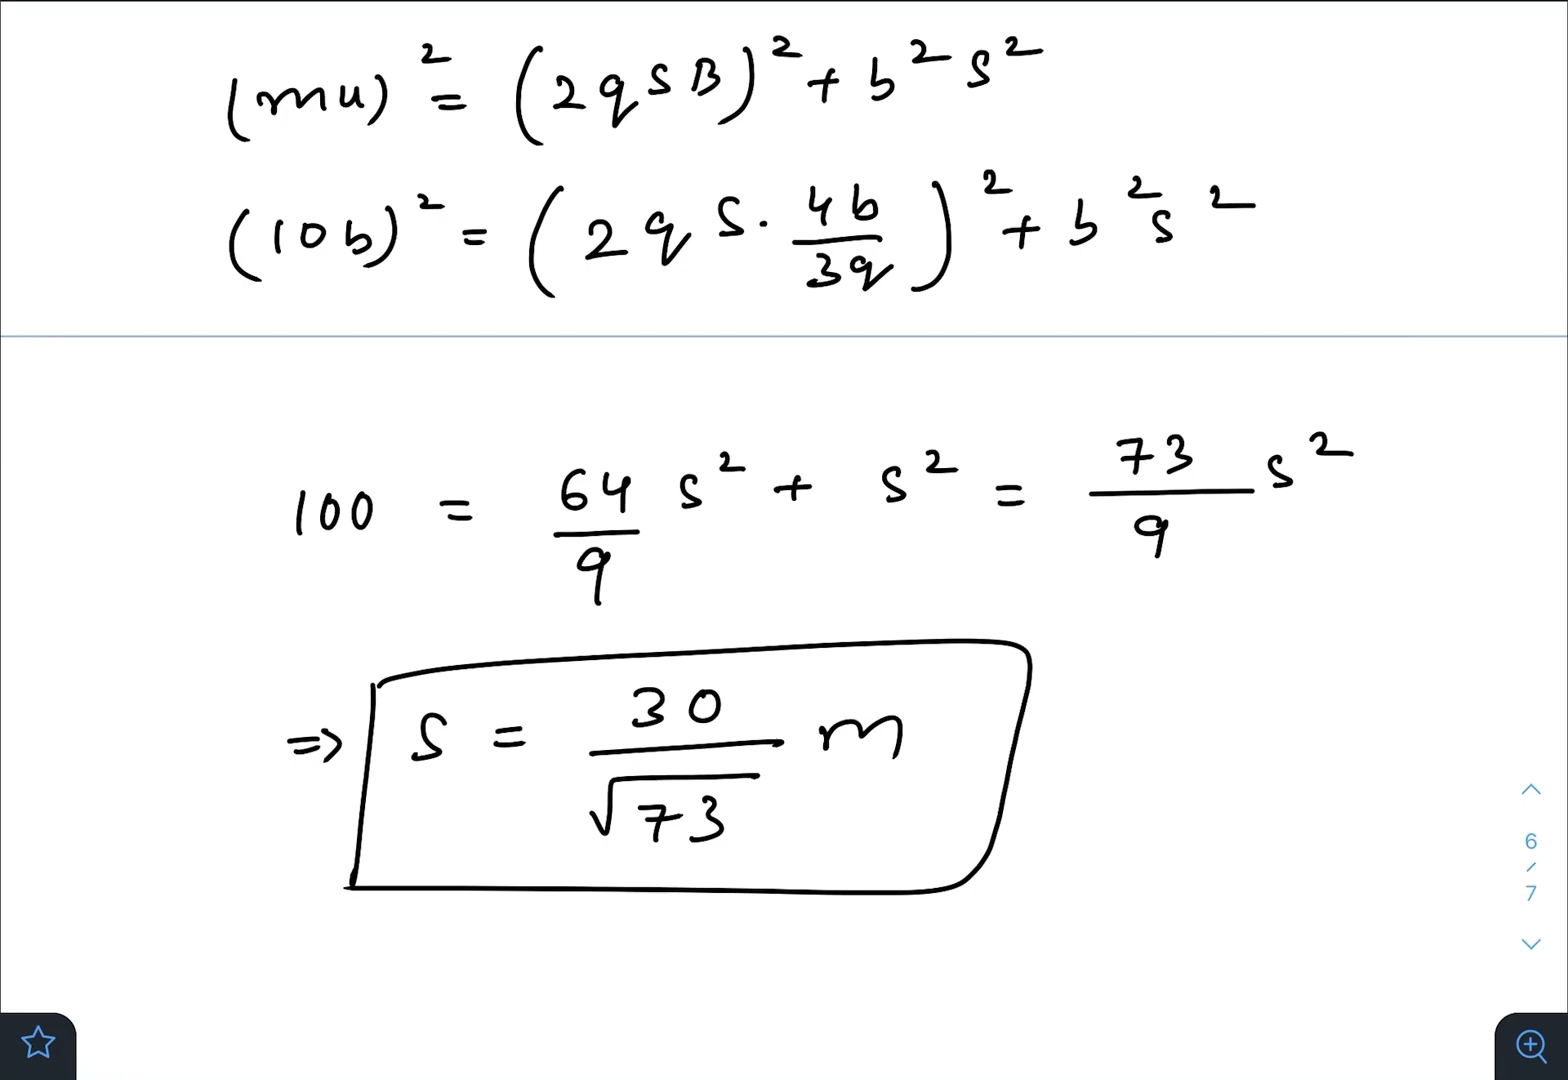 (mu)² = (2qSB)² + b²s²
(10b)² = (2qS · 4b/3q)² + b²s²
100 = 64/9 s² + s² = 73/9 s²
⇒ S = 30/√73 m
6
/
7